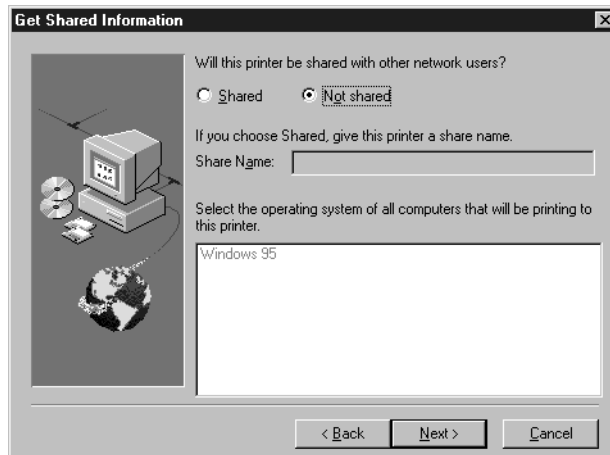 Get Shared Information
Will this printer be shared with other network users?
Shared Not shared
If you choose Shared, give this printer a share name.
Share Name:
Select the operating system of all computers that will be printing to
this printer.
Windows 95
< Back Next > Cancel